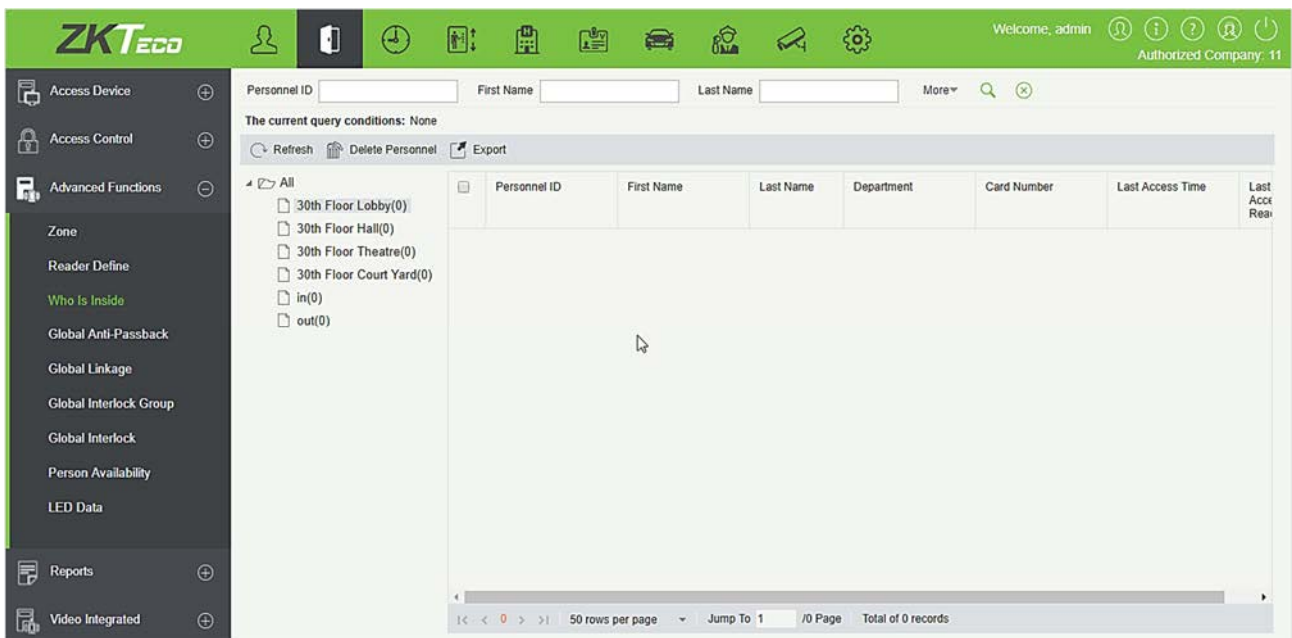 ZKTECO
Welcome, admin
Authorized Company: 11
Access Device
Access Control
Advanced Functions
Zone
Reader Define
Who Is Inside
Global Anti-Passback
Global Linkage
Global Interlock Group
Global Interlock
Person Availability
LED Data
Reports
Video Integrated
Personnel ID
First Name
Last Name
More
The current query conditions: None
Refresh Delete Personnel Export
All
30th Floor Lobby(0)
30th Floor Hall(0)
30th Floor Theatre(0)
30th Floor Court Yard(0)
in(0)
out(0)
Personnel ID First Name Last Name Department Card Number Last Access Time Last
Acce
Rea
|< < 0 > >| 50 rows per page Jump To 1 /0 Page Total of 0 records